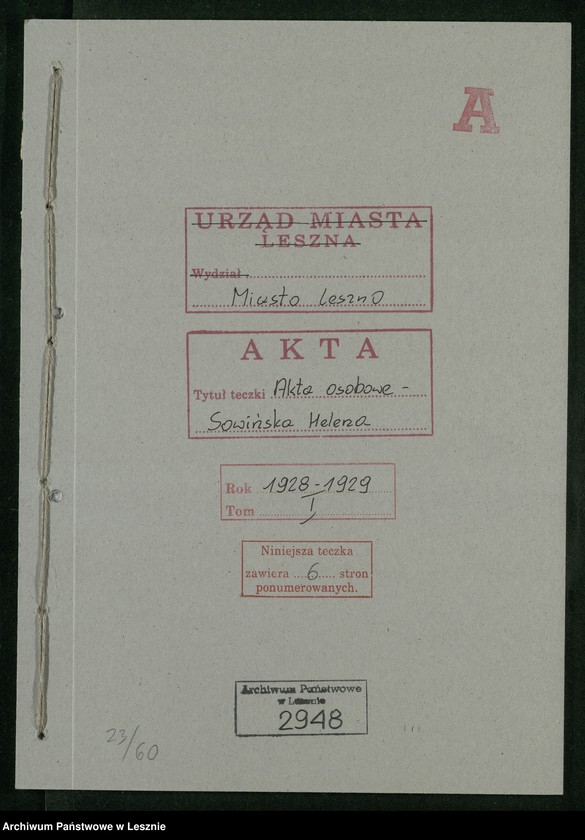 A
URZĄD MIASTA
LESZNA
Wydział
Miasto Leszno
AKTA
Tytuł teczki Akta osobowe -
Sowińska Helena
Rok 1928-1929
Tom I
Niniejsza teczka
zawiera 6 stron
ponumerowanych.
Archiwum Państwowe
w Lesznie
2948
23/60
Archiwum Państwowe w Lesznie